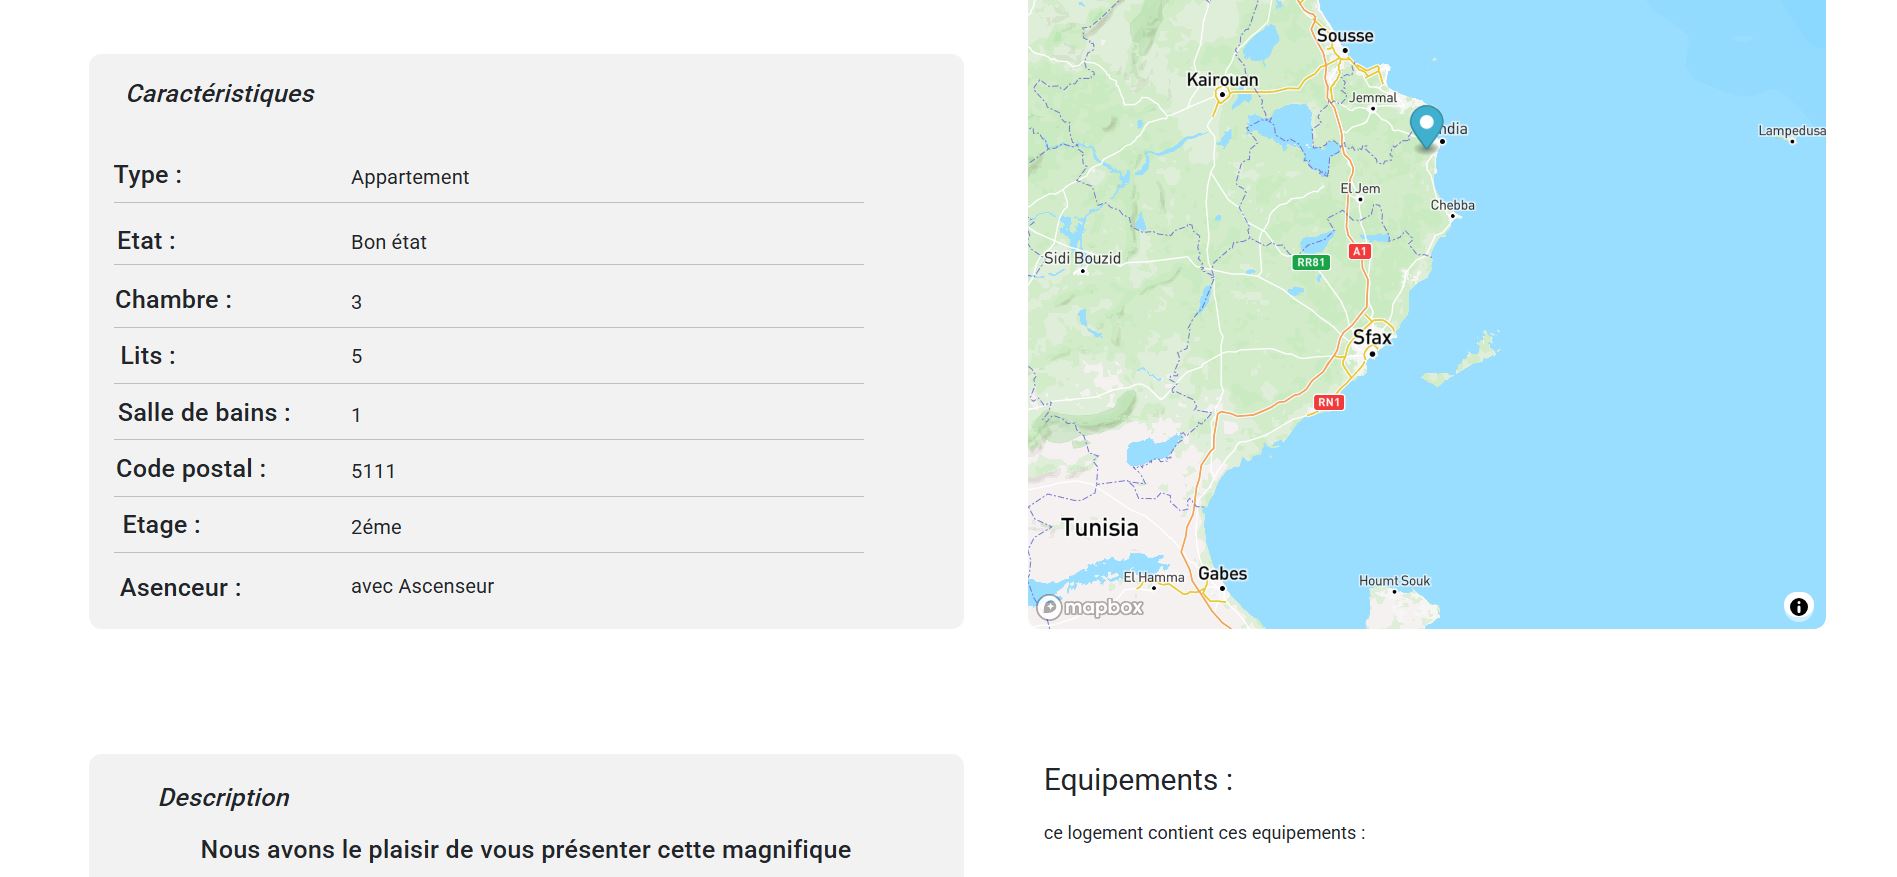 Caractéristiques
Type :
Appartement
Etat :
Bon état
Chambre :
3
Lits :
5
Salle de bains :
1
Code postal :
5111
Etage :
2éme
Asenceur :
avec Ascenseur
Sousse
Kairouan
Jemmal
ndia
Lampedusa
El Jem
Chebba
A1
RR81
Sidi Bouzid
Sfax
RN1
Tunisia
El Hamma
Gabes
Houmt Souk
mapbox
Description
Nous avons le plaisir de vous présenter cette magnifique
Equipements :
ce logement contient ces equipements :